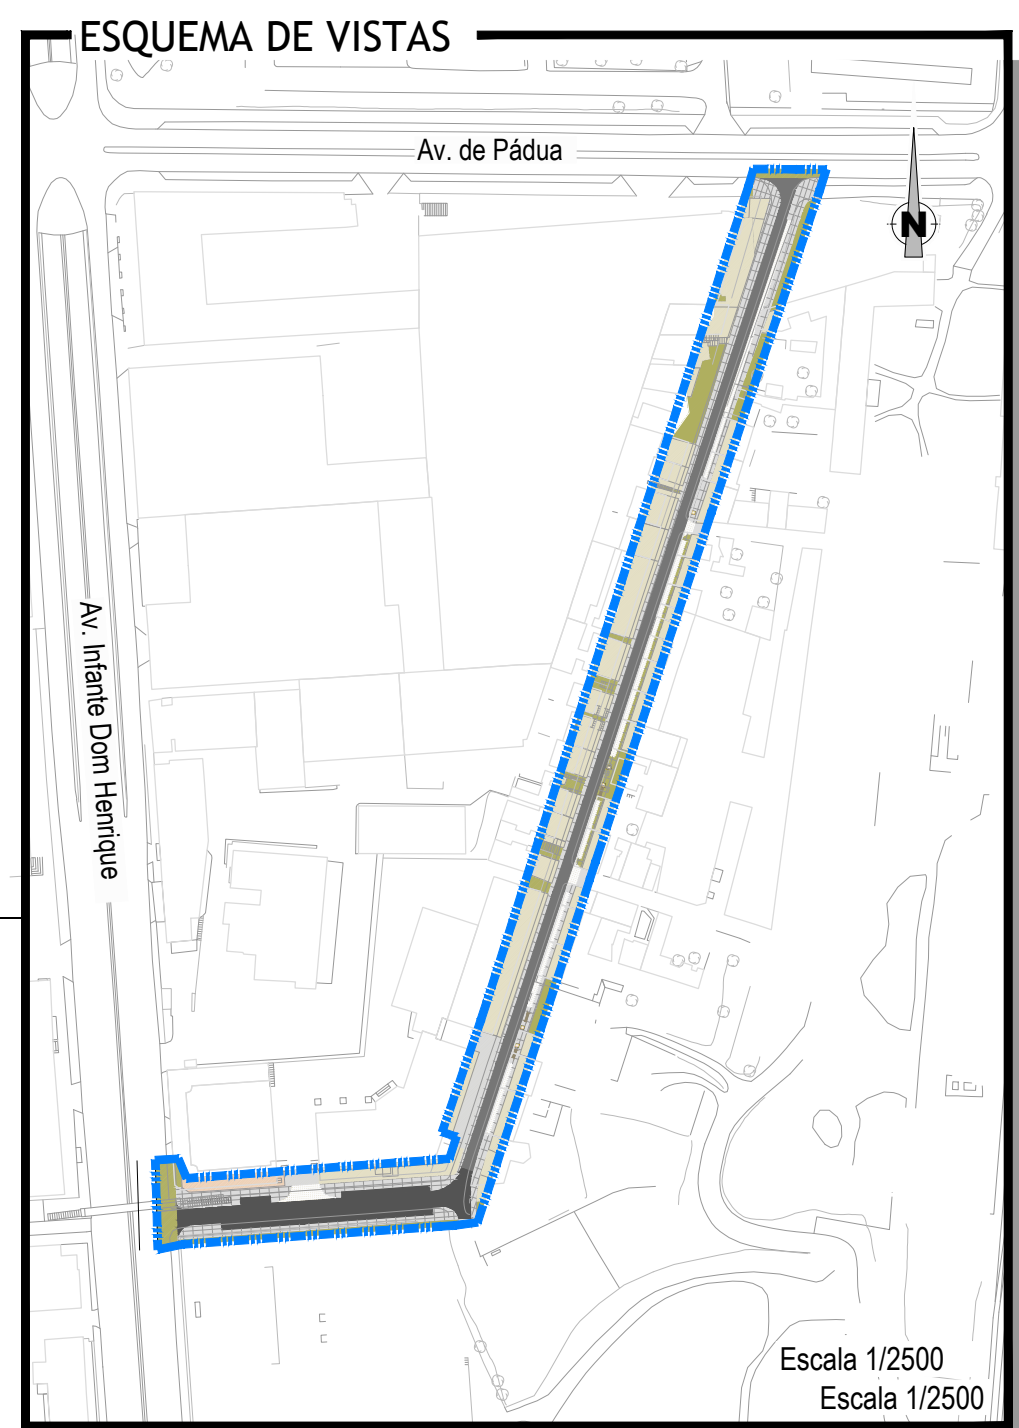 ESQUEMA DE VISTAS
Av. de Pádua
N
Av. Infante Dom Henrique
Escala 1/2500
Escala 1/2500